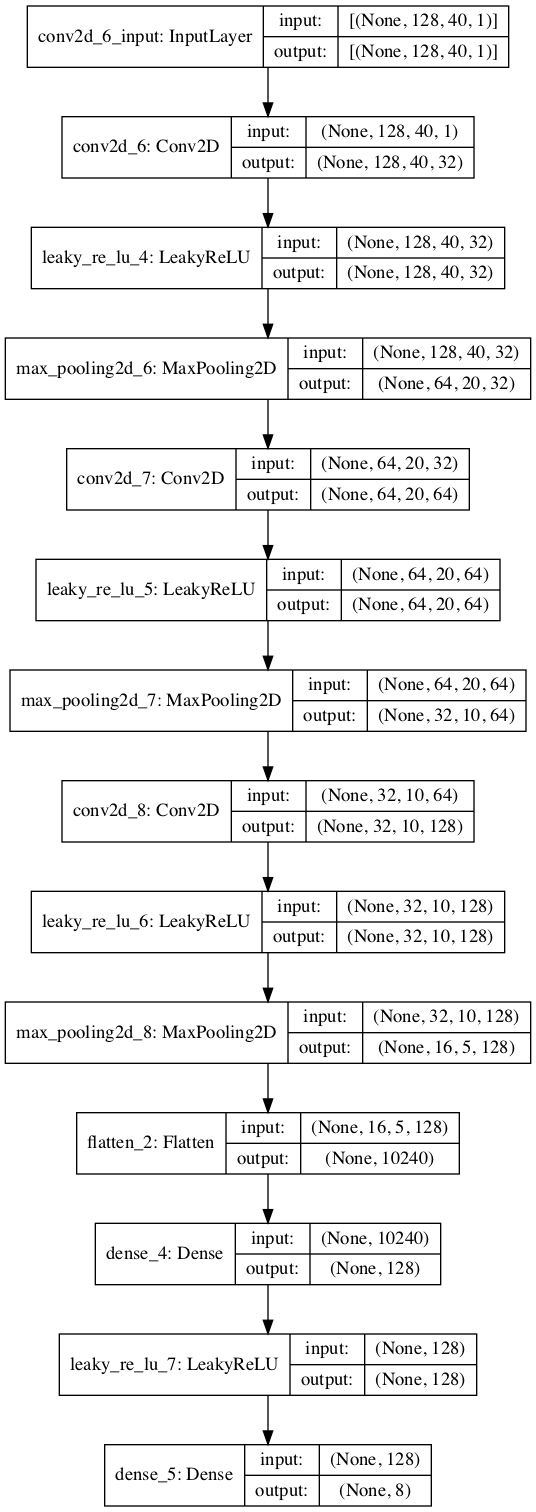 conv2d_6_input: InputLayer
input: [(None, 128, 40, 1)]
output: [(None, 128, 40, 1)]
conv2d_6: Conv2D
input: (None, 128, 40, 1)
output: (None, 128, 40, 32)
leaky_re_lu_4: LeakyReLU
input: (None, 128, 40, 32)
output: (None, 128, 40, 32)
max_pooling2d_6: MaxPooling2D
input: (None, 128, 40, 32)
output: (None, 64, 20, 32)
conv2d_7: Conv2D
input: (None, 64, 20, 32)
output: (None, 64, 20, 64)
leaky_re_lu_5: LeakyReLU
input: (None, 64, 20, 64)
output: (None, 64, 20, 64)
max_pooling2d_7: MaxPooling2D
input: (None, 64, 20, 64)
output: (None, 32, 10, 64)
conv2d_8: Conv2D
input: (None, 32, 10, 64)
output: (None, 32, 10, 128)
leaky_re_lu_6: LeakyReLU
input: (None, 32, 10, 128)
output: (None, 32, 10, 128)
max_pooling2d_8: MaxPooling2D
input: (None, 32, 10, 128)
output: (None, 16, 5, 128)
flatten_2: Flatten
input: (None, 16, 5, 128)
output: (None, 10240)
dense_4: Dense
input: (None, 10240)
output: (None, 128)
leaky_re_lu_7: LeakyReLU
input: (None, 128)
output: (None, 128)
dense_5: Dense
input: (None, 128)
output: (None, 8)